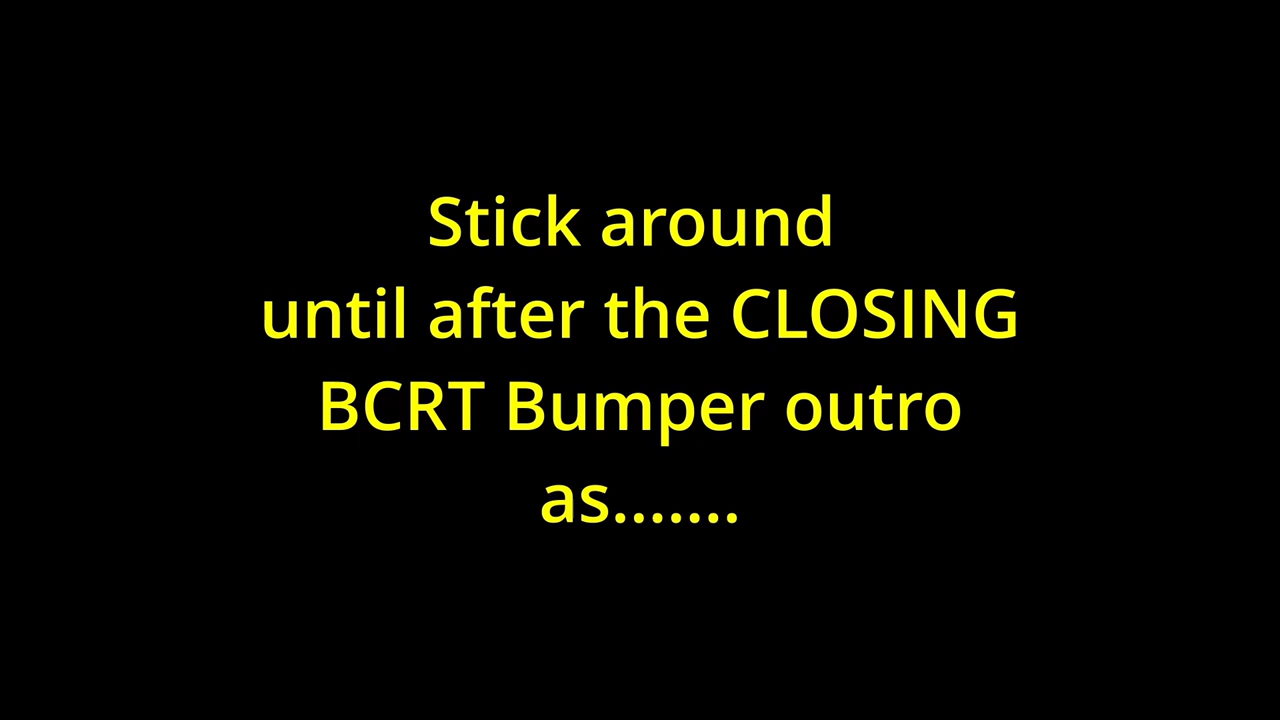 Stick around
until after the CLOSING
BCRT Bumper outro
as.......